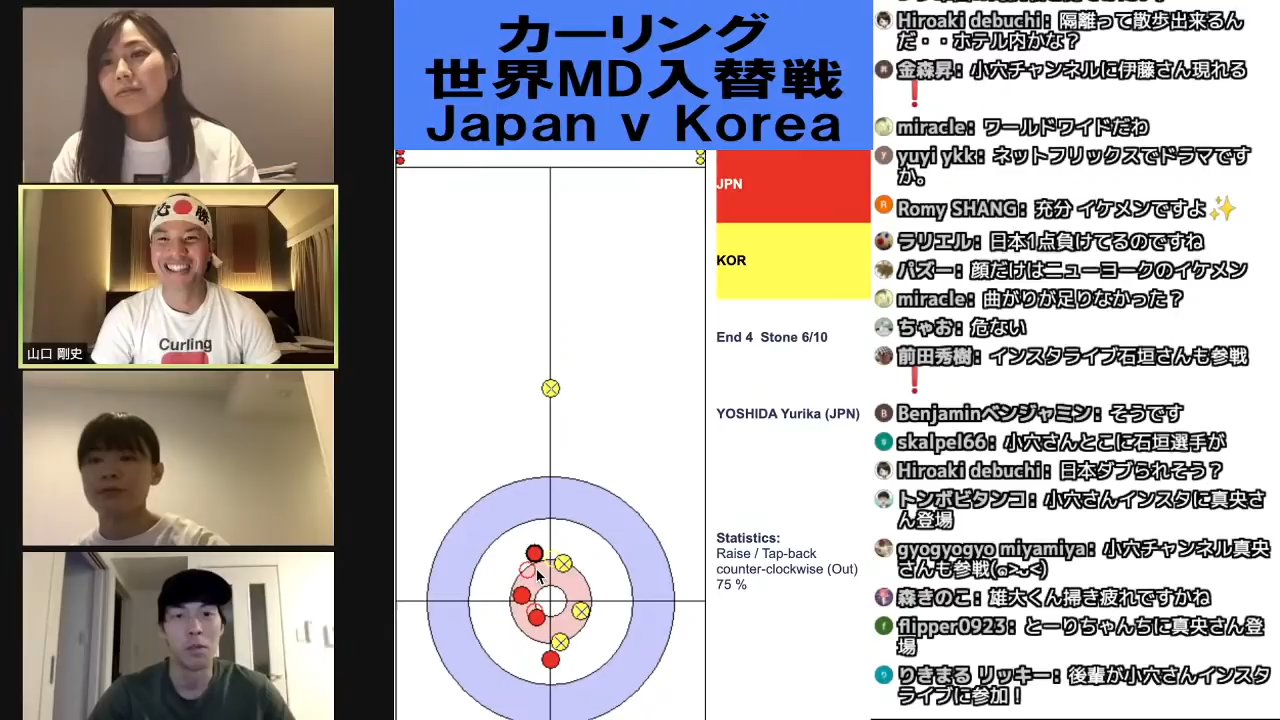 必 勝
Curling
山口 剛史
カーリング
世界MD入替戦
Japan v Korea
JPN
KOR
End 4 Stone 6/10
YOSHIDA Yurika (JPN)
Statistics:
Raise / Tap-back
counter-clockwise (Out)
75 %
Hiroaki debuchi: 隔離って散歩出来るん
だ・・ホテル内かな？
金森昇: 小穴チャンネルに伊藤さん現れる
❗
miracle: ワールドワイドだわ
yuyi ykk: ネットフリックスでドラマです
か。
Romy SHANG: 充分 イケメンですよ✨
ラリエル: 日本1点負けてるのですね
パズー: 顔だけはニューヨークのイケメン
miracle: 曲がりが足りなかった？
ちゃお: 危ない
前田秀樹: インスタライブ石垣さんも参戦
❗
Benjaminベンジャミン: そうです
skalpel66: 小穴さんとこに石垣選手が
Hiroaki debuchi: 日本ダブられそう？
トンボビタンコ: 小穴さんインスタに真央さ
ん登場
gyogyogyo miyamiya: 小穴チャンネル真央
さんも参戦(๑˃̵ᴗ˂̵)
森きのこ: 雄大くん掃き疲れですかね
flipper0923: とーりちゃんちに真央さん登
場
りきまる リッキー: 後輩が小穴さんインスタ
ライブに参加！